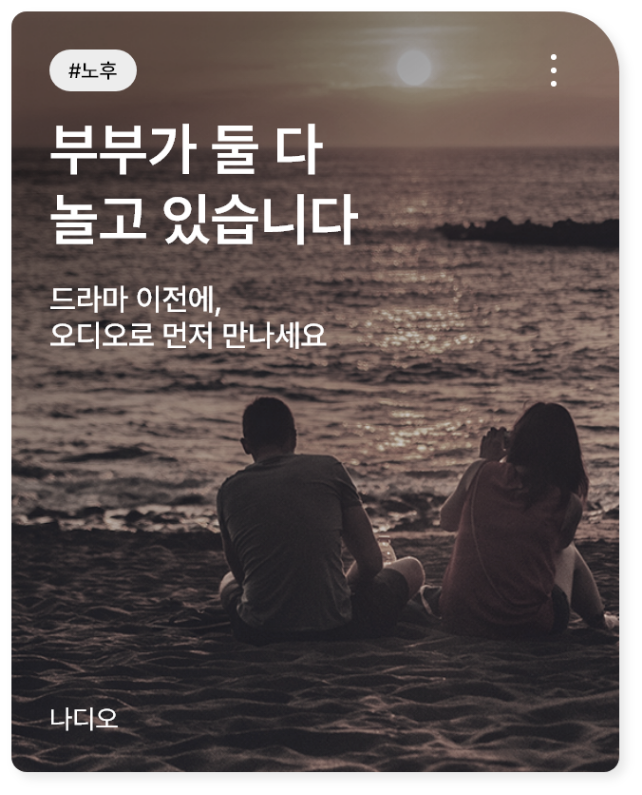 #노후
부부가 둘 다
놀고 있습니다
드라마 이전에,
오디오로 먼저 만나세요
나디오